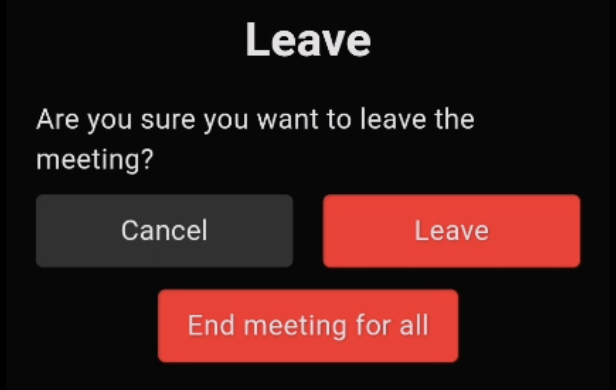 Leave
Are you sure you want to leave the
meeting?
Cancel
Leave
End meeting for all